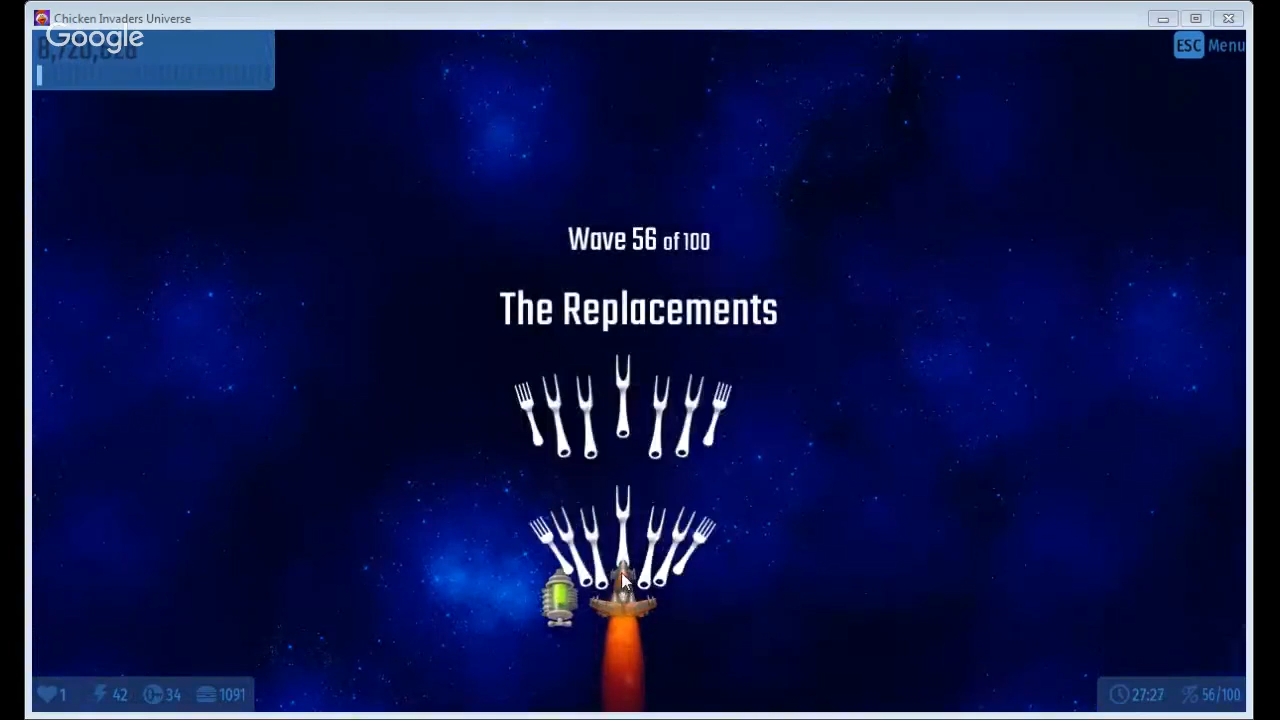 Chicken Invaders Universe
Google
ESC Menu
Wave 56 of 100
The Replacements
1 42 34 1091
27:27 56/100